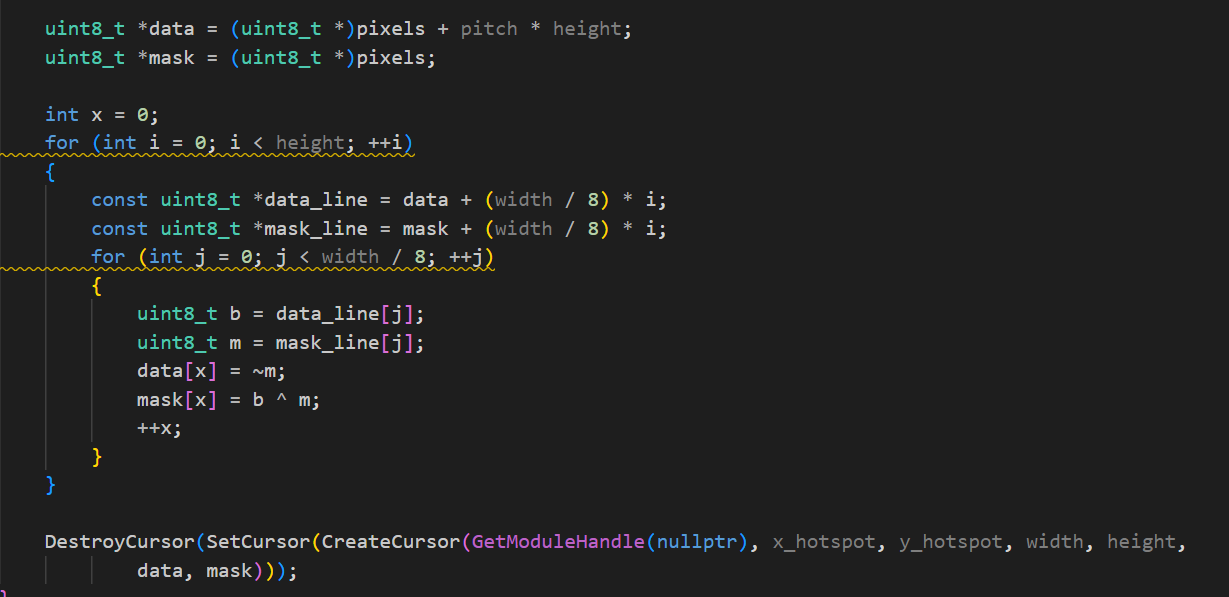 uint8_t *data = (uint8_t *)pixels + pitch * height;
uint8_t *mask = (uint8_t *)pixels;
int x = 0;
for (int i = 0; i < height; ++i)
{
const uint8_t *data_line = data + (width / 8) * i;
const uint8_t *mask_line = mask + (width / 8) * i;
for (int j = 0; j < width / 8; ++j)
{
uint8_t b = data_line[j];
uint8_t m = mask_line[j];
data[x] = ~m;
mask[x] = b ^ m;
++x;
}
}
DestroyCursor(SetCursor(CreateCursor(GetModuleHandle(nullptr), x_hotspot, y_hotspot, width, height,
data, mask)));